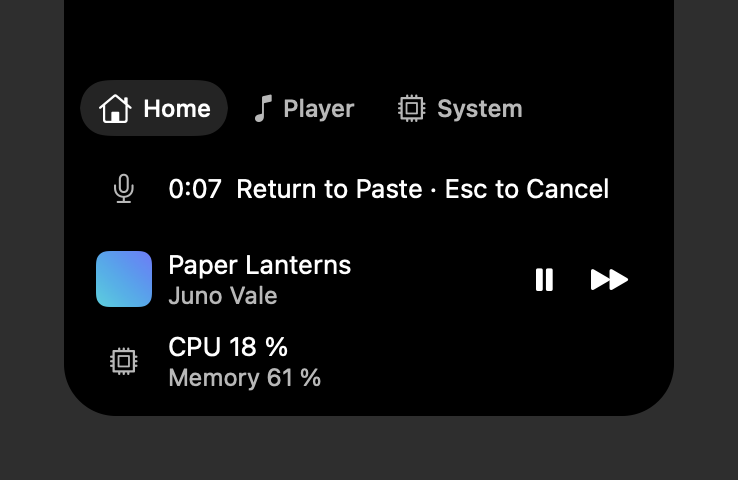 Home Player System
0:07 Return to Paste · Esc to Cancel
Paper Lanterns
Juno Vale
CPU 18 %
Memory 61 %